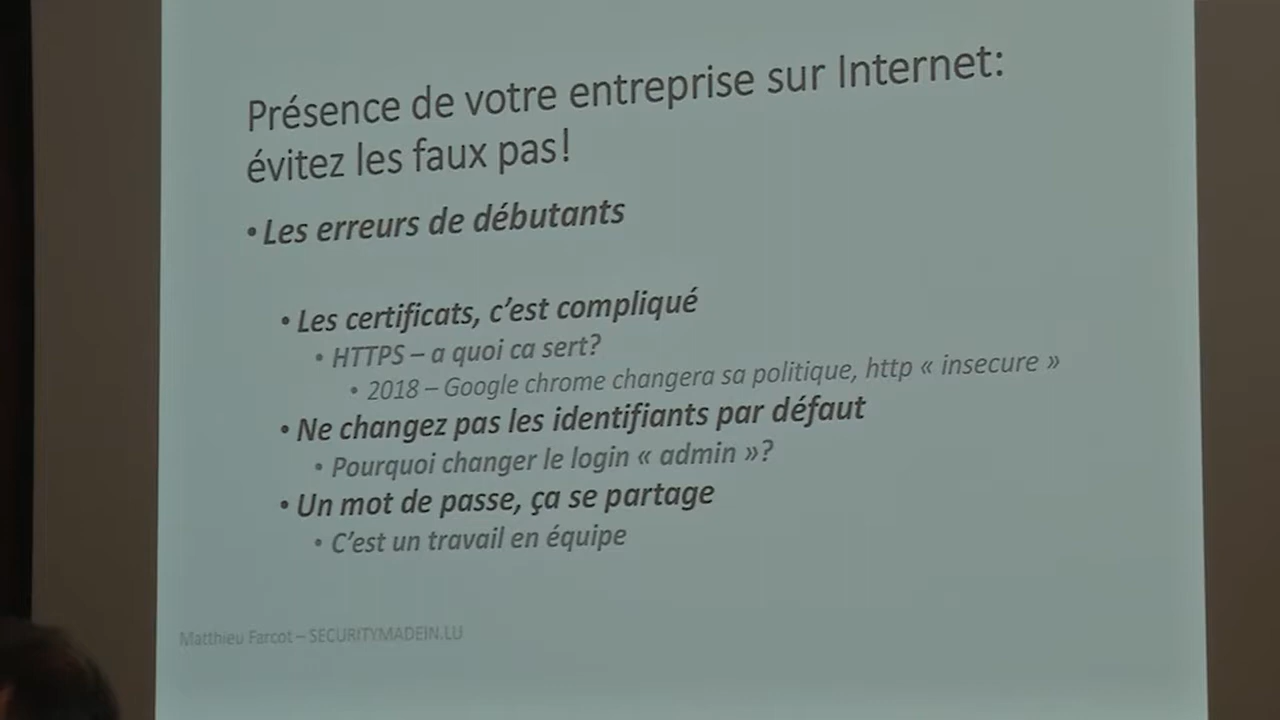 Présence de votre entreprise sur Internet:
évitez les faux pas!
• Les erreurs de débutants
• Les certificats, c'est compliqué
• HTTPS – a quoi ca sert?
• 2018 – Google chrome changera sa politique, http « insecure »
• Ne changez pas les identifiants par défaut
• Pourquoi changer le login « admin »?
• Un mot de passe, ça se partage
• C'est un travail en équipe
Matthieu Farcot – SECURITYMADEIN.LU